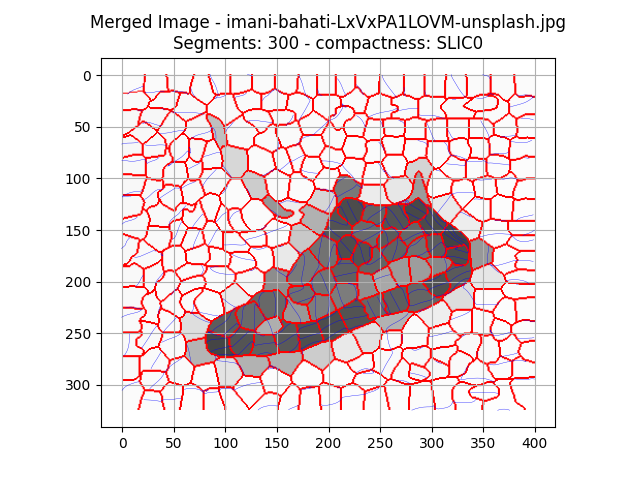 Merged Image - imani-bahati-LxVxPA1LOVM-unsplash.jpg
Segments: 300 - compactness: SLIC0
0
50
100
150
200
250
300
0 50 100 150 200 250 300 350 400